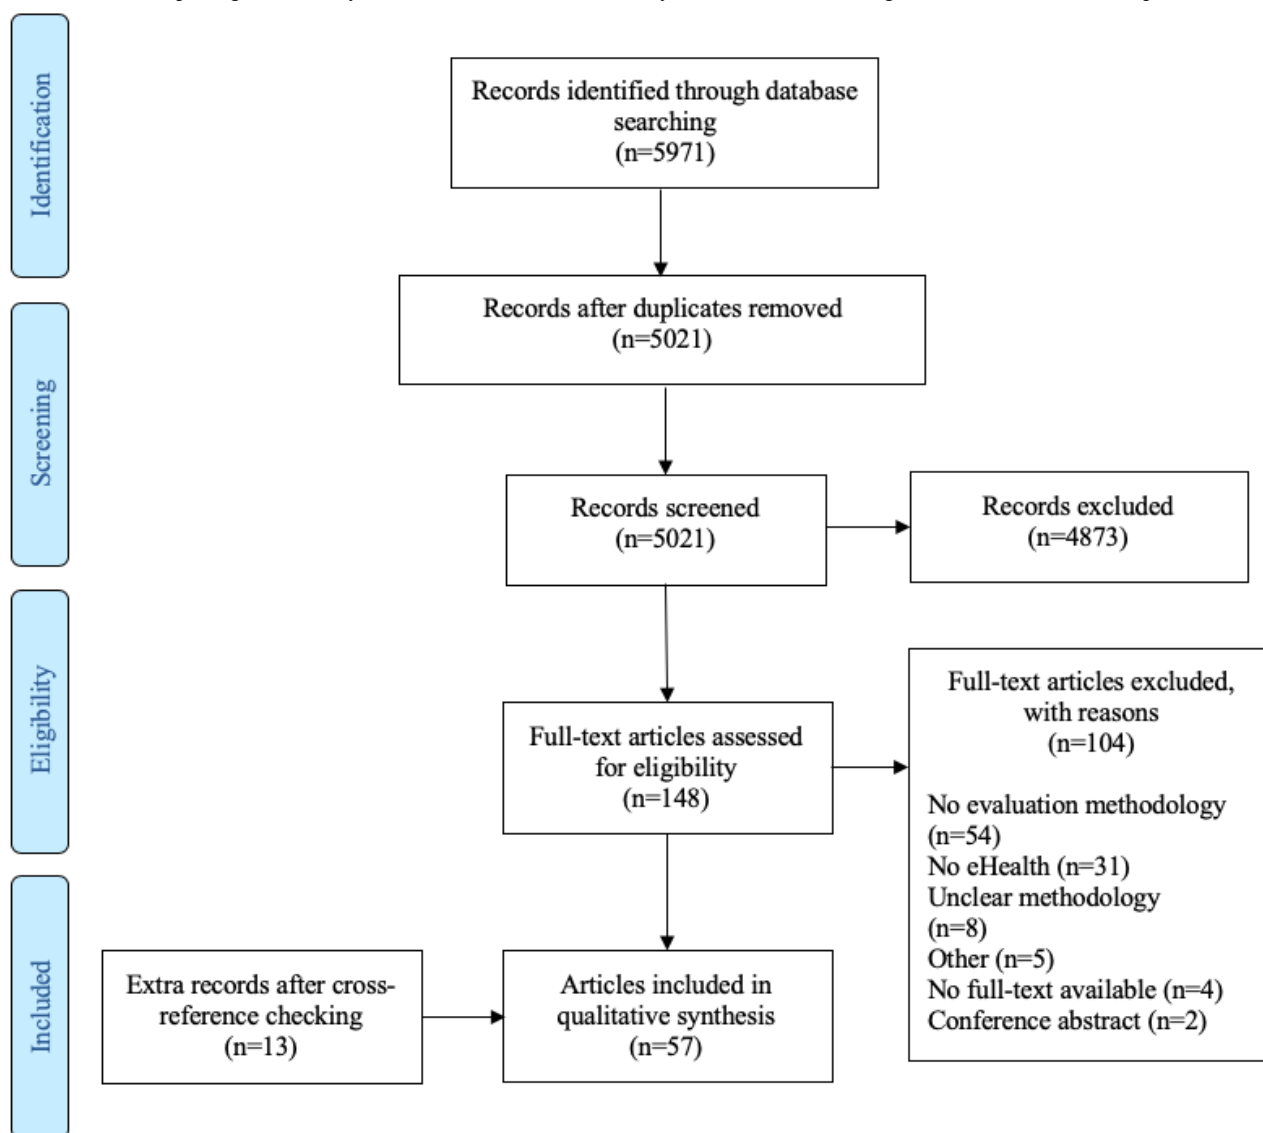 Identification
Records identified through database
searching
(n=5971)
Records after duplicates removed
(n=5021)
Screening
Records screened
(n=5021)
Records excluded
(n=4873)
Eligibility
Full-text articles assessed
for eligibility
(n=148)
Full-text articles excluded,
with reasons
(n=104)
No evaluation methodology
(n=54)
No eHealth (n=31)
Unclear methodology
(n=8)
Other (n=5)
No full-text available (n=4)
Conference abstract (n=2)
Included
Extra records after cross-
reference checking
(n=13)
Articles included in
qualitative synthesis
(n=57)